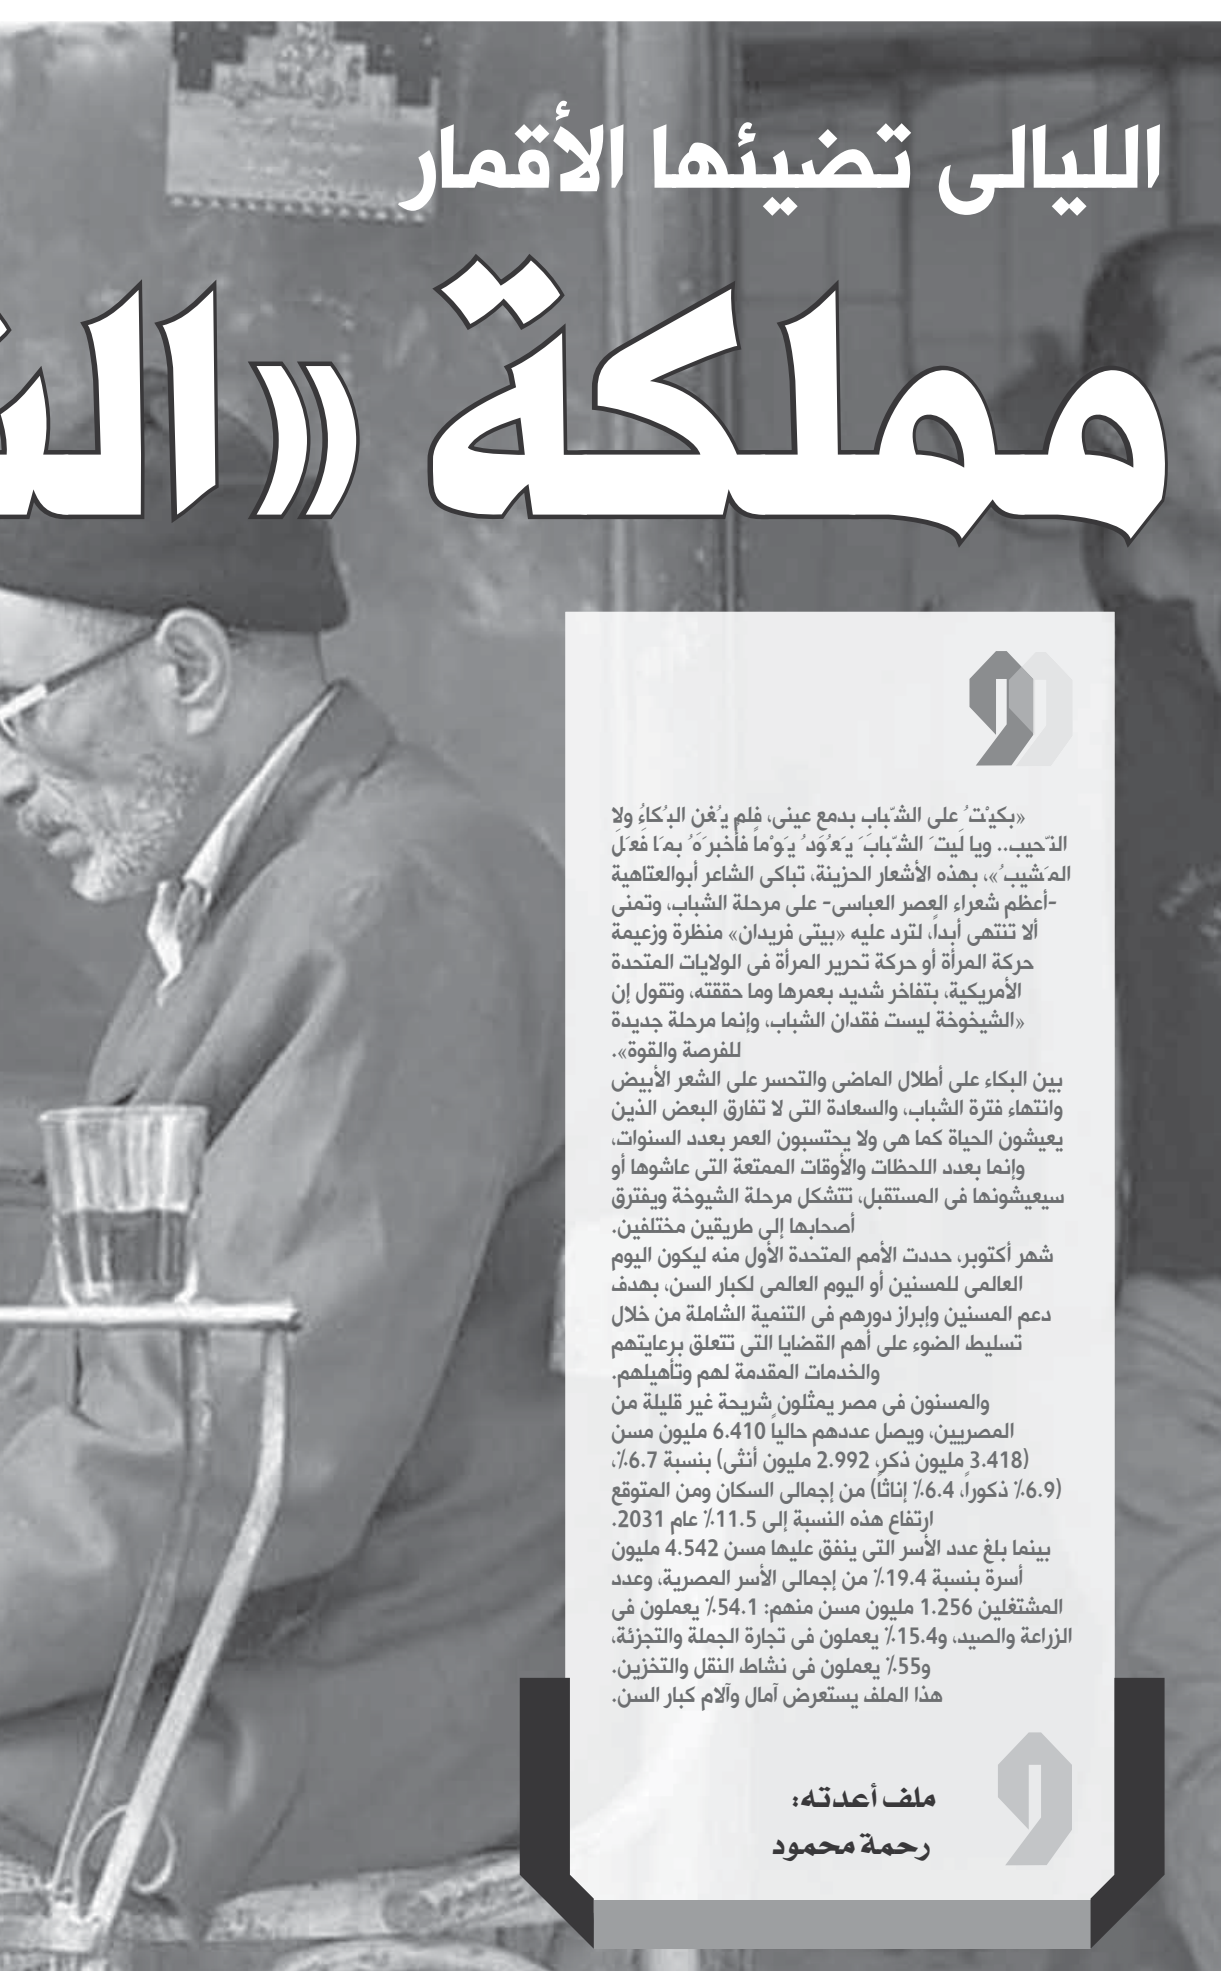 الليالى تضيئها الأقمار
مملكة
«بكيْتُ على الشّباب بدمع عينى، فلم يُغن البُكاءُ ولا
النّحيب.. ويا لَيتَ الشّبابَ يَعُوَدُ يَوْماً فأُخبرَهُ بمَا فَعَلَ
المَشيبُ»، بهذه الأشعار الحزينة، تباكى الشاعر أبوالعتاهية
-أعظم شعراء العصر العباسى- على مرحلة الشباب، وتمنى
ألا تنتهى أبداً، لترد عليه «بيتى فريدان» منظرة وزعيمة
حركة المرأة أو حركة تحرير المرأة فى الولايات المتحدة
الأمريكية، بتفاخر شديد بعمرها وما حققته، وتقول إن
«الشيخوخة ليست فقدان الشباب، وإنما مرحلة جديدة
للفرصة والقوة».
بين البكاء على أطلال الماضى والتحسر على الشعر الأبيض
وانتهاء فترة الشباب، والسعادة التى لا تفارق البعض الذين
يعيشون الحياة كما هى ولا يحتسبون العمر بعدد السنوات،
وإنما بعدد اللحظات والأوقات الممتعة التى عاشوها أو
سيعيشونها فى المستقبل، تتشكل مرحلة الشيوخة ويفترق
أصحابها إلى طريقين مختلفين.
شهر أكتوبر، حددت الأمم المتحدة الأول منه ليكون اليوم
العالمى للمسنين أو اليوم العالمى لكبار السن، بهدف
دعم المسنين وإبراز دورهم فى التنمية الشاملة من خلال
تسليط الضوء على أهم القضايا التى تتعلق برعايتهم
والخدمات المقدمة لهم وتأهيلهم.
والمسنون فى مصر يمثلون شريحة غير قليلة من
المصريين، ويصل عددهم حالياً 6.410 مليون مسن
(3.418 مليون ذكر، 2.992 مليون أنثى) بنسبة 6.7٪،
(6.9٪ ذكوراً، 6.4٪ إناثاً) من إجمالى السكان ومن المتوقع
ارتفاع هذه النسبة إلى 11.5٪ عام 2031.
بينما بلغ عدد الأسر التى ينفق عليها مسن 4.542 مليون
أسرة بنسبة 19.4٪ من إجمالى الأسر المصرية، وعدد
المشتغلين 1.256 مليون مسن منهم: 54.1٪ يعملون فى
الزراعة والصيد، و15.4٪ يعملون فى تجارة الجملة والتجزئة،
و55٪ يعملون فى نشاط النقل والتخزين.
هذا الملف يستعرض آمال وآلام كبار السن.
ملف أعدته:
رحمة محمود